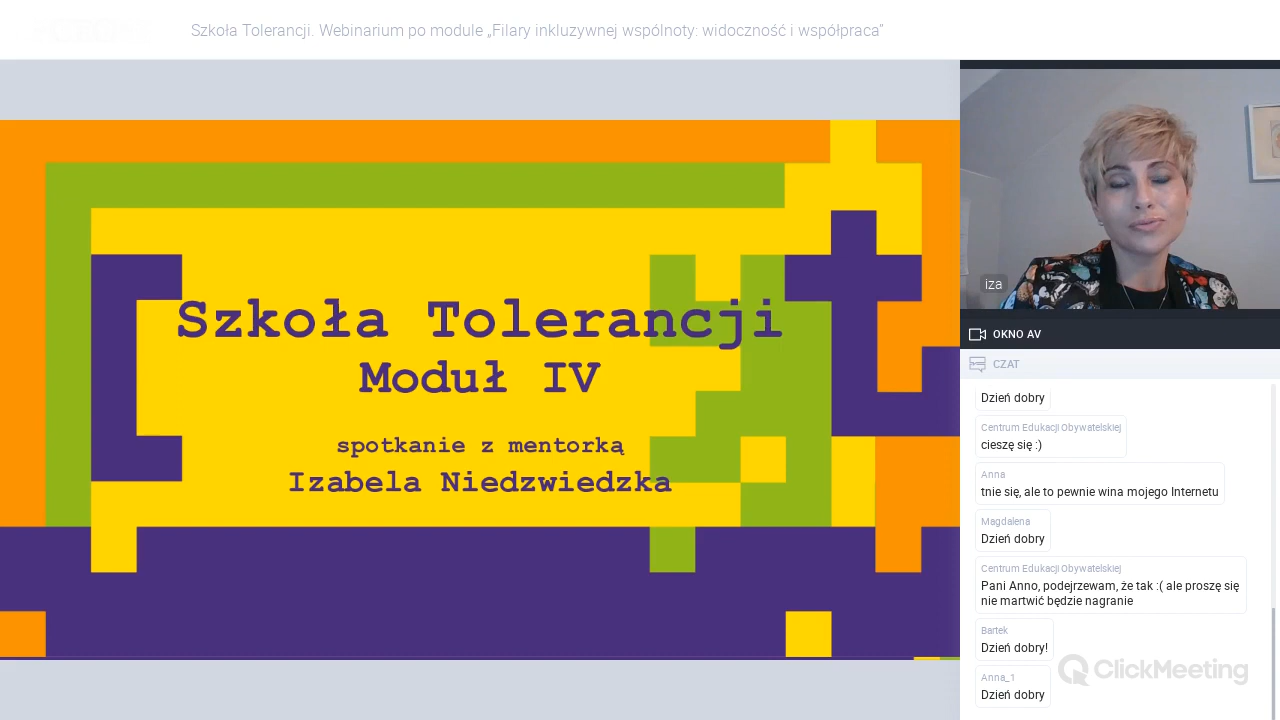 Szkoła Tolerancji. Webinarium po module „Filary inkluzywnej wspólnoty: widoczność i współpraca”
Szkoła Tolerancji
Moduł IV
spotkanie z mentorką
Izabela Niedzwiedzka
iza
OKNO AV
CZAT
Dzień dobry
Centrum Edukacji Obywatelskiej
cieszę się :)
Anna
tnie się, ale to pewnie wina mojego Internetu
Magdalena
Dzień dobry
Centrum Edukacji Obywatelskiej
Pani Anno, podejrzewam, że tak :( ale proszę się
nie martwić będzie nagranie
Bartek
Dzień dobry!
Anna_1
Dzień dobry
ClickMeeting